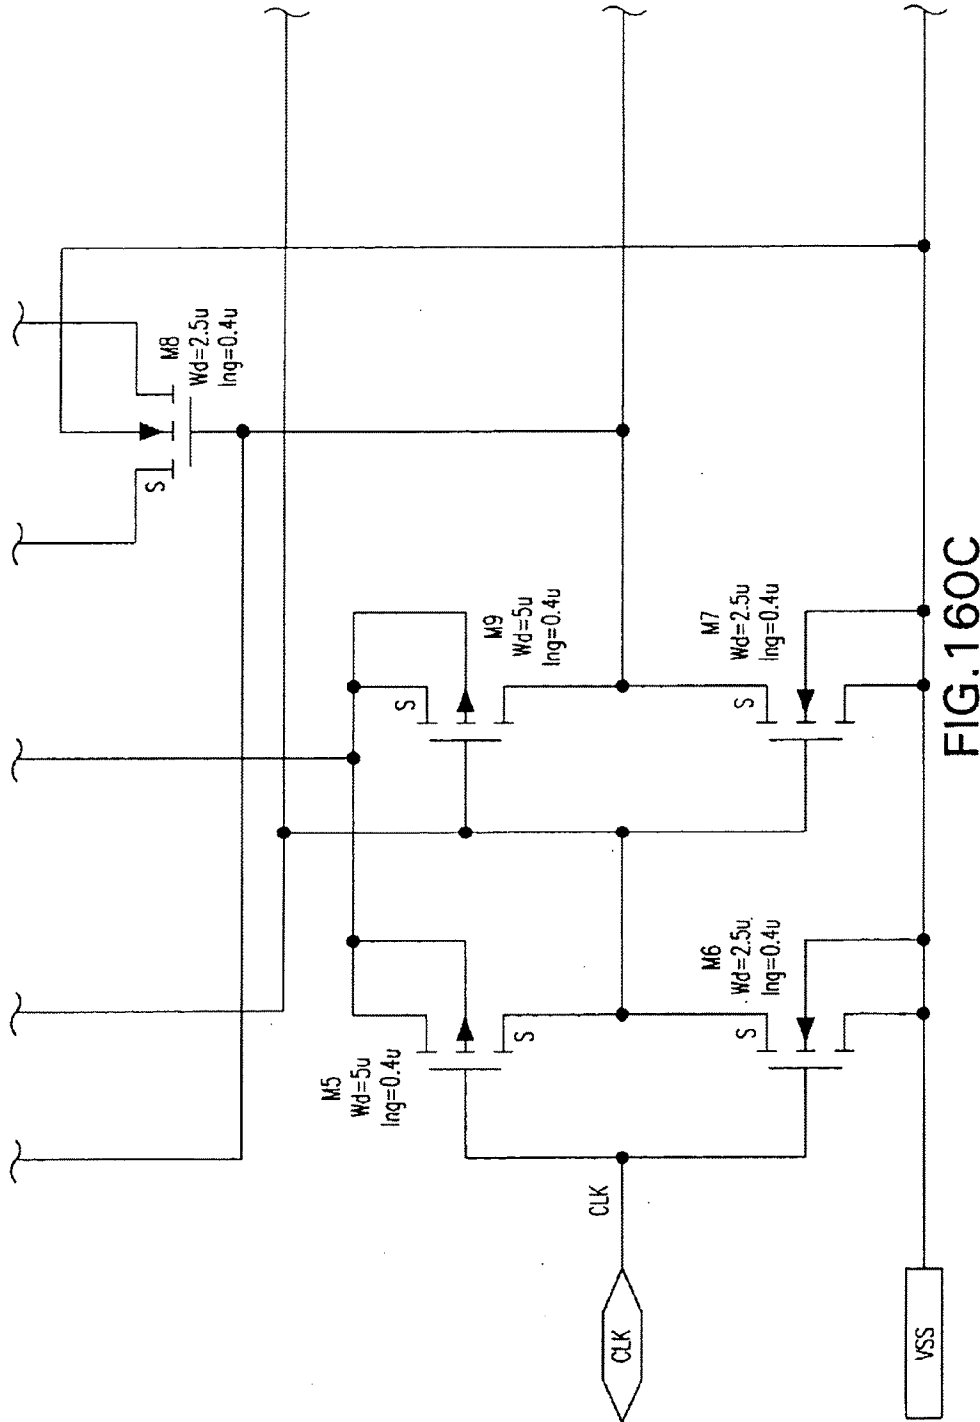 M8
Wd=2.5u
lng=0.4u
S
M5
Wd=5u
lng=0.4u
S
M9
Wd=5u
lng=0.4u
S
CLK
CLK
M6
Wd=2.5u.
lng=0.4u
S
M7
Wd=2.5u
lng=0.4u
S
VSS
FIG.160C